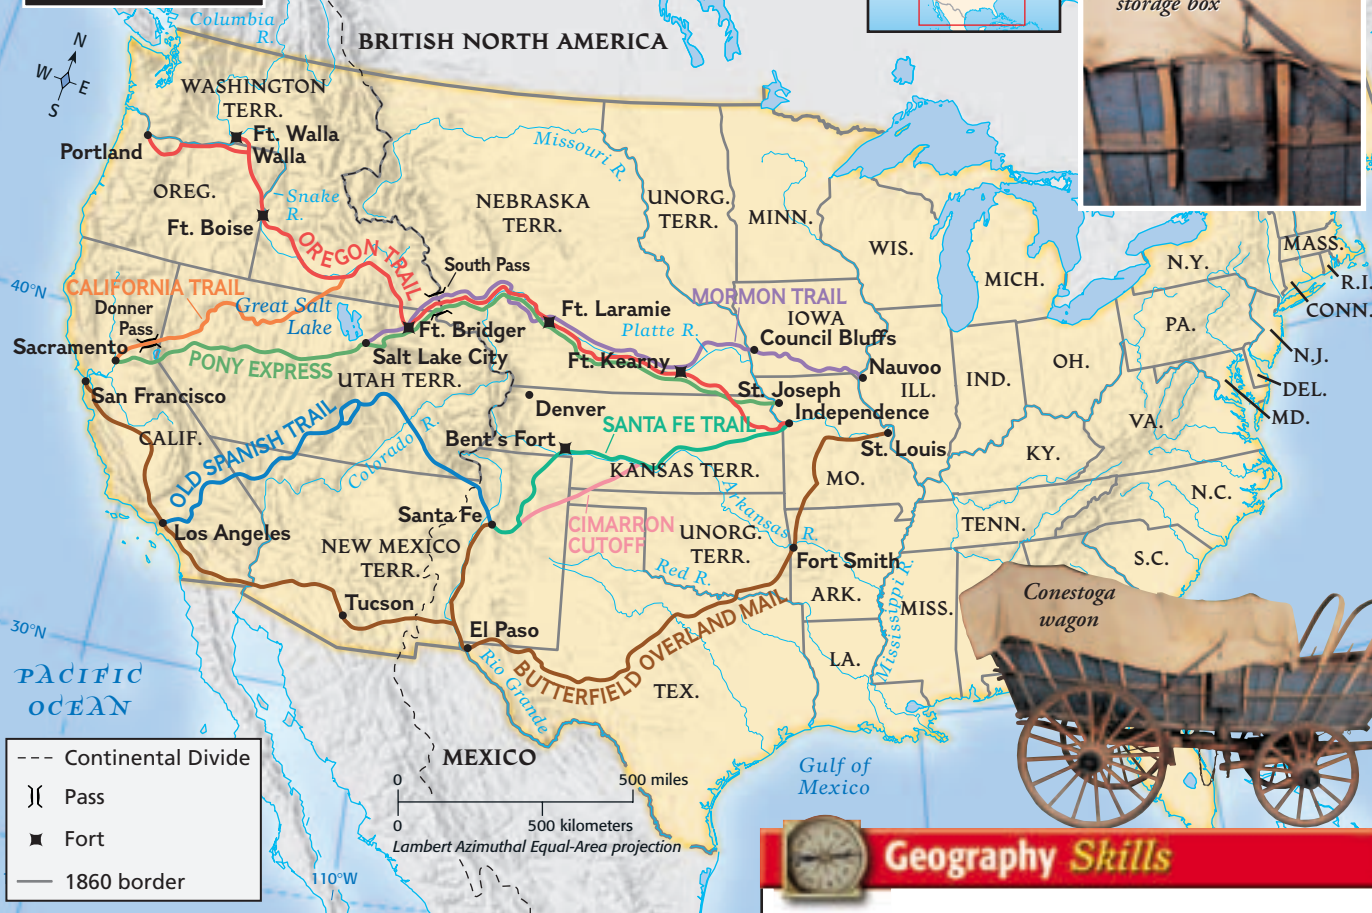 storage box
Columbia
R.
BRITISH NORTH AMERICA
N
W
E
S
WASHINGTON
TERR.
Ft. Walla
Walla
Portland
OREG.
Snake
R.
Ft. Boise
Missouri R.
NEBRASKA
TERR.
UNORG.
TERR.
MINN.
WIS.
MICH.
N.Y.
MASS.
R.I.
CONN.
PA.
N.J.
DEL.
MD.
OREGON TRAIL
South Pass
40°N
CALIFORNIA TRAIL
Donner
Pass
Great Salt
Lake
Ft. Bridger
Ft. Laramie
MORMON TRAIL
IOWA
Platte R.
Council Bluffs
Sacramento
PONY EXPRESS
Salt Lake City
UTAH TERR.
Ft. Kearny
Nauvoo
ILL.
IND.
OH.
San Francisco
Denver
St. Joseph
Independence
SANTA FE TRAIL
St. Louis
VA.
KY.
CALIF.
OLD SPANISH TRAIL
Colorado R.
Bent's Fort
KANSAS TERR.
MO.
Arkansas R.
N.C.
TENN.
S.C.
Santa Fe
CIMARRON
CUTOFF
UNORG.
TERR.
Los Angeles
NEW MEXICO
TERR.
Fort Smith
Red R.
ARK.
MISS.
Mississippi R.
Conestoga
wagon
Tucson
El Paso
BUTTERFIELD OVERLAND MAIL
30°N
Rio Grande
TEX.
LA.
PACIFIC
OCEAN
MEXICO
Gulf of
Mexico
Continental Divide
Pass
Fort
1860 border
0
500 miles
0
500 kilometers
Lambert Azimuthal Equal-Area projection
110°W
Geography Skills